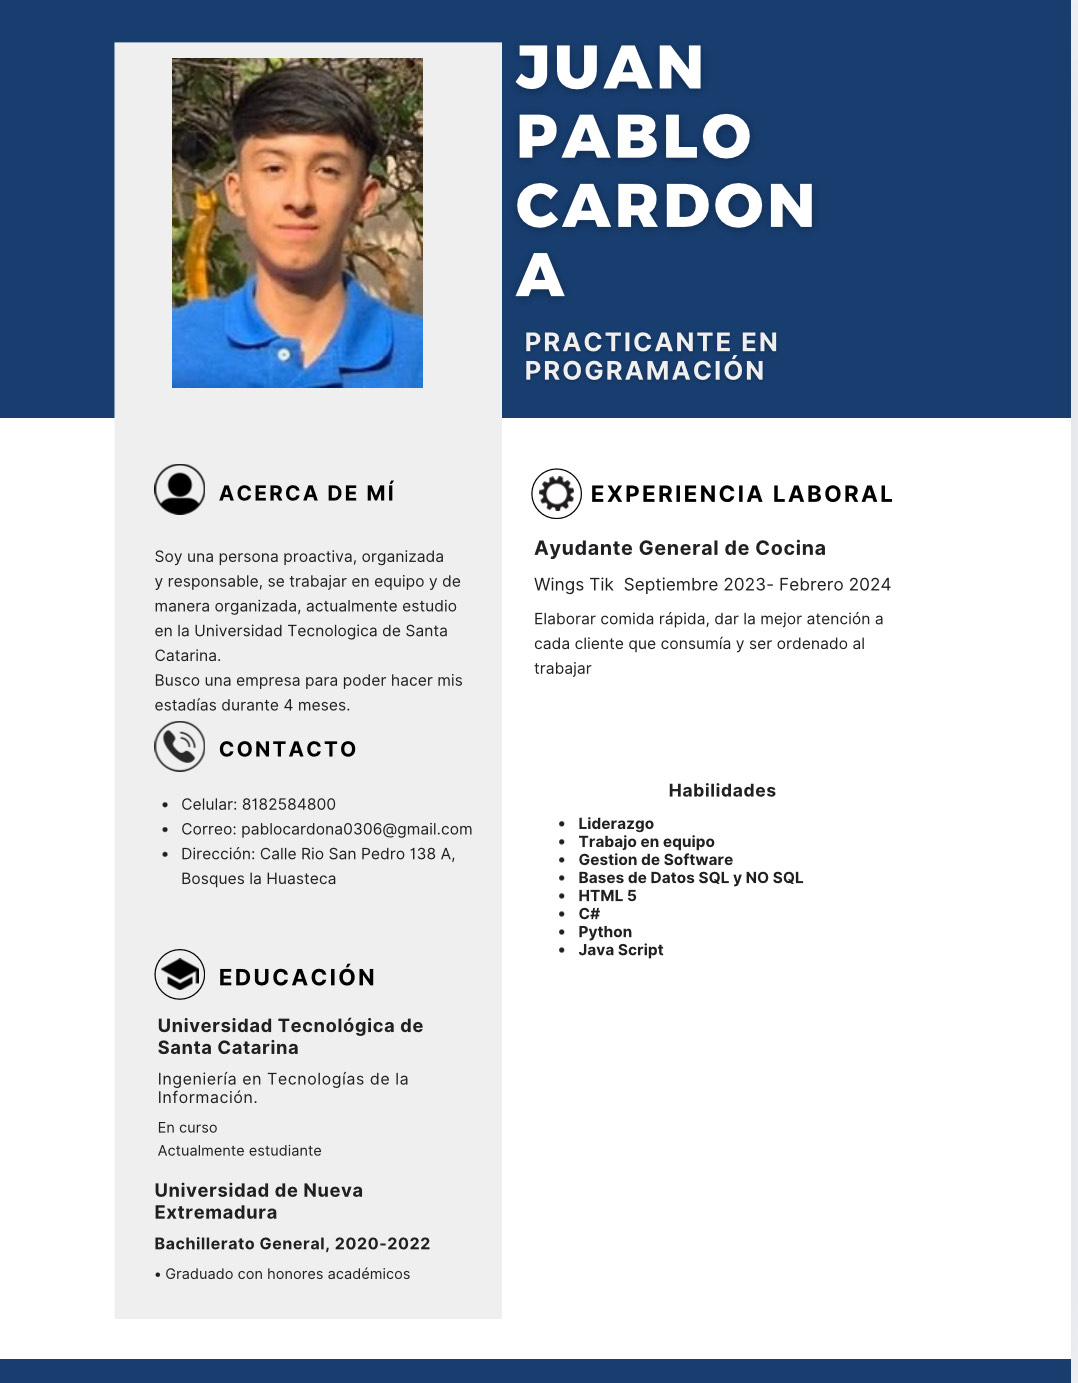 JUAN
PABLO
CARDON
A
PRACTICANTE EN
PROGRAMACIÓN
ACERCA DE MÍ
Soy una persona proactiva, organizada
y responsable, se trabajar en equipo y de
manera organizada, actualmente estudio
en la Universidad Tecnologica de Santa
Catarina.
Busco una empresa para poder hacer mis
estadías durante 4 meses.
CONTACTO
• Celular: 8182584800
• Correo: pablocardona0306@gmail.com
• Dirección: Calle Rio San Pedro 138 A,
Bosques la Huasteca
EDUCACIÓN
Universidad Tecnológica de
Santa Catarina
Ingeniería en Tecnologías de la
Información.
En curso
Actualmente estudiante
Universidad de Nueva
Extremadura
Bachillerato General, 2020-2022
• Graduado con honores académicos
EXPERIENCIA LABORAL
Ayudante General de Cocina
Wings Tik  Septiembre 2023- Febrero 2024
Elaborar comida rápida, dar la mejor atención a
cada cliente que consumía y ser ordenado al
trabajar
Habilidades
• Liderazgo
• Trabajo en equipo
• Gestion de Software
• Bases de Datos SQL y NO SQL
• HTML 5
• C#
• Python
• Java Script